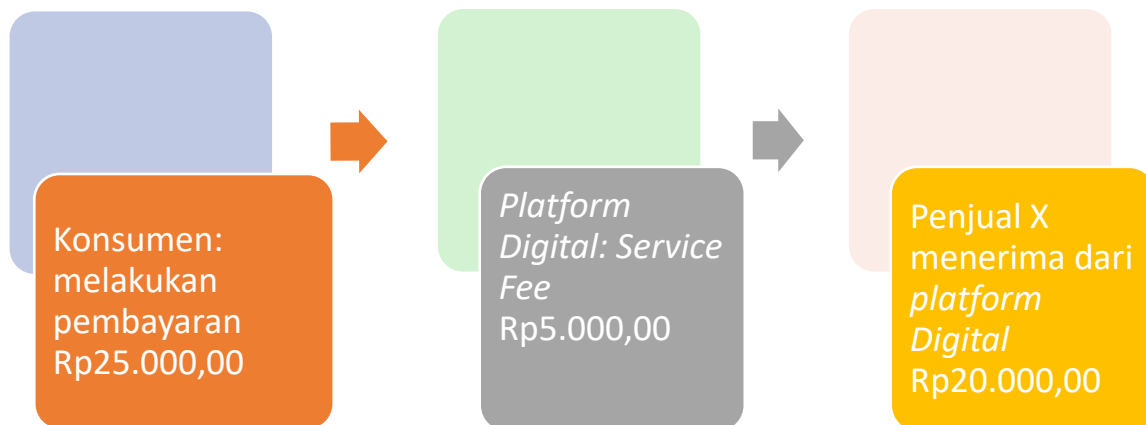 Konsumen:
melakukan
pembayaran
Rp25.000,00
Platform
Digital: Service
Fee
Rp5.000,00
Penjual X
menerima dari
platform
Digital
Rp20.000,00